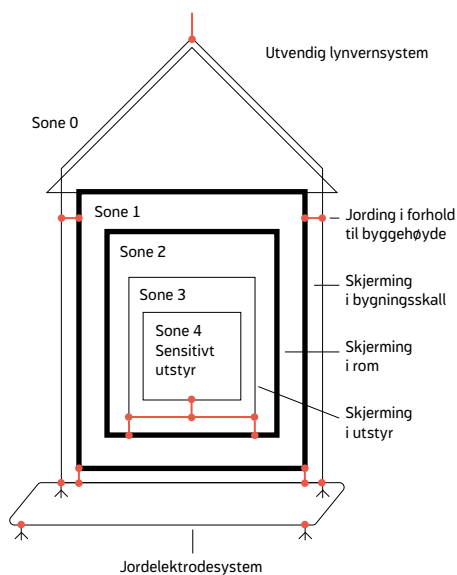 Utvendig lynvernsystem
Sone 0
Sone 1
Jording i forhold
til byggehøyde
Sone 2
Skjerming
i bygningsskall
Sone 3
Sone 4
Sensitivt
utstyr
Skjerming
i rom
Skjerming
i utstyr
Jordelektrodesystem